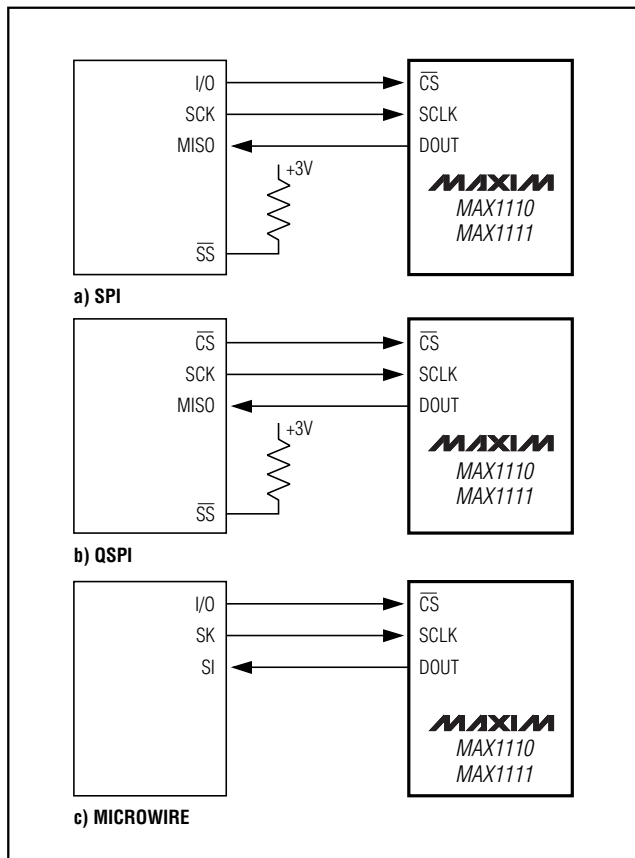 I/O CS
SCK SCLK
MISO DOUT
+3V
MAXIM
MAX1110
MAX1111
SS
a) SPI
CS CS
SCK SCLK
MISO DOUT
+3V
MAXIM
MAX1110
MAX1111
SS
b) QSPI
I/O CS
SK SCLK
SI DOUT
MAXIM
MAX1110
MAX1111
c) MICROWIRE